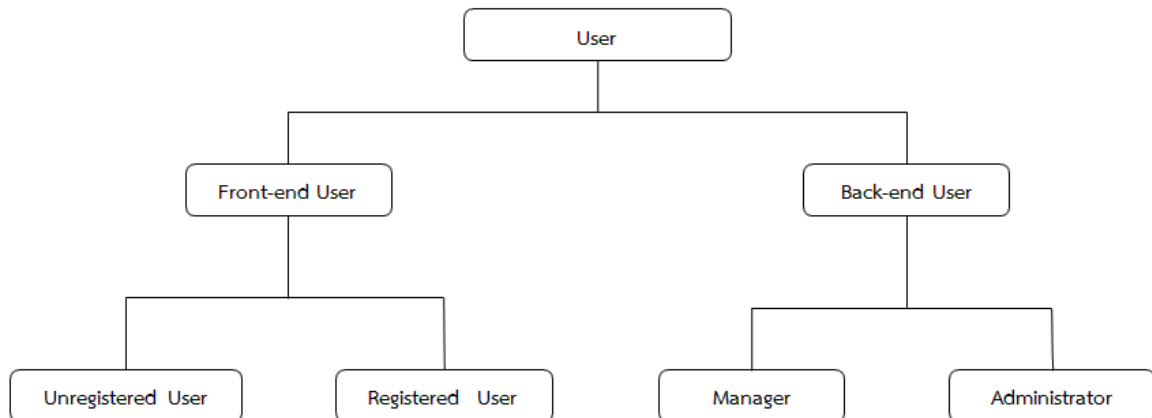 User
Front-end User
Back-end User
Unregistered User
Registered User
Manager
Administrator